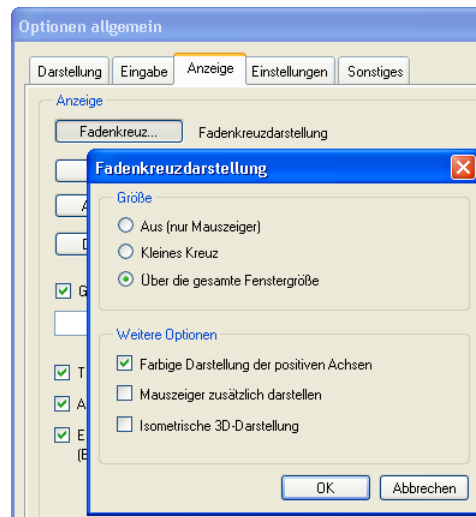 Optionen allgemein
Darstellung Eingabe Anzeige Einstellungen Sonstiges
Anzeige
Fadenkreuz... Fadenkreuzdarstellung
Fadenkreuzdarstellung
Größe
Aus (nur Mauszeiger)
Kleines Kreuz
Über die gesamte Fenstergröße
Weitere Optionen
Farbige Darstellung der positiven Achsen
Mauszeiger zusätzlich darstellen
Isometrische 3D-Darstellung
OK Abbrechen